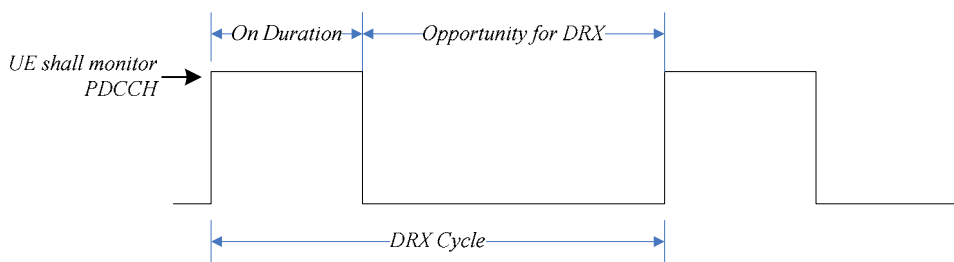 On Duration
Opportunity for DRX
UE shall monitor
PDCCH
DRX Cycle